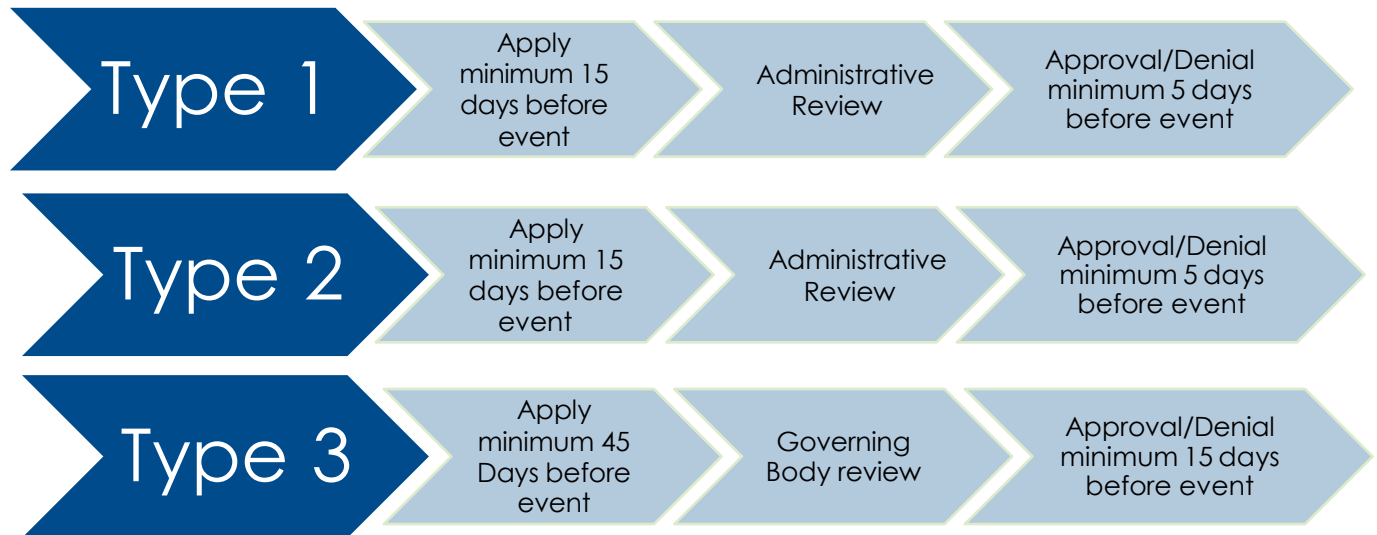 Type 1
Apply
minimum 15
days before
event
Administrative
Review
Approval/Denial
minimum 5 days
before event
Type 2
Apply
minimum 15
days before
event
Administrative
Review
Approval/Denial
minimum 5 days
before event
Type 3
Apply
minimum 45
Days before
event
Governing
Body review
Approval/Denial
minimum 15 days
before event